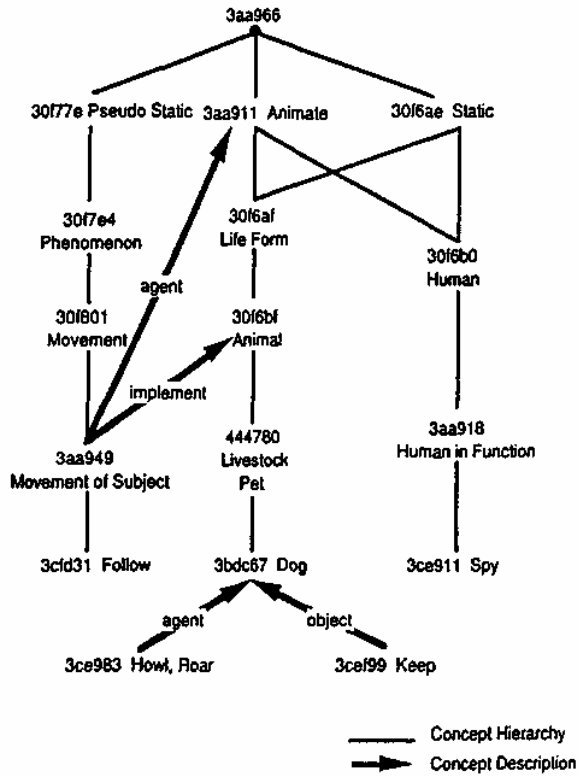 3aa966
30f77e Pseudo Static
3aa911 Animate
30f6ae Static
30f7e4
Phenomenon
30f6af
Life Form
30f6b0
Human
agent
30f801
Movement
30f6bf
Animal
implement
3aa949
Movement of Subject
444780
Livestock
Pet
3aa918
Human in Function
3cfd31 Follow
3bdc67 Dog
3ce911 Spy
agent
object
3ce983 Howl, Roar
3cef99 Keep
Concept Hierarchy
Concept Description